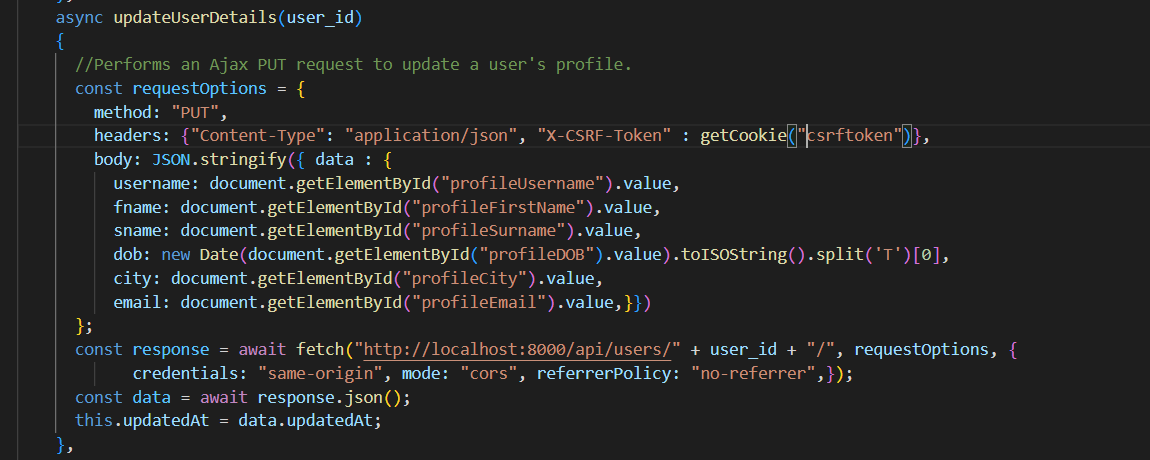 async updateUserDetails(user_id)
{
//Performs an Ajax PUT request to update a user's profile.
const requestOptions = {
method: "PUT",
headers: {"Content-Type": "application/json", "X-CSRF-Token" : getCookie("csrftoken")},
body: JSON.stringify({ data : {
username: document.getElementById("profileUsername").value,
fname: document.getElementById("profileFirstName").value,
sname: document.getElementById("profileSurname").value,
dob: new Date(document.getElementById("profileDOB").value).toISOString().split('T')[0],
city: document.getElementById("profileCity").value,
email: document.getElementById("profileEmail").value,}})
};
const response = await fetch("http://localhost:8000/api/users/" + user_id + "/", requestOptions, {
credentials: "same-origin", mode: "cors", referrerPolicy: "no-referrer",});
const data = await response.json();
this.updatedAt = data.updatedAt;
},